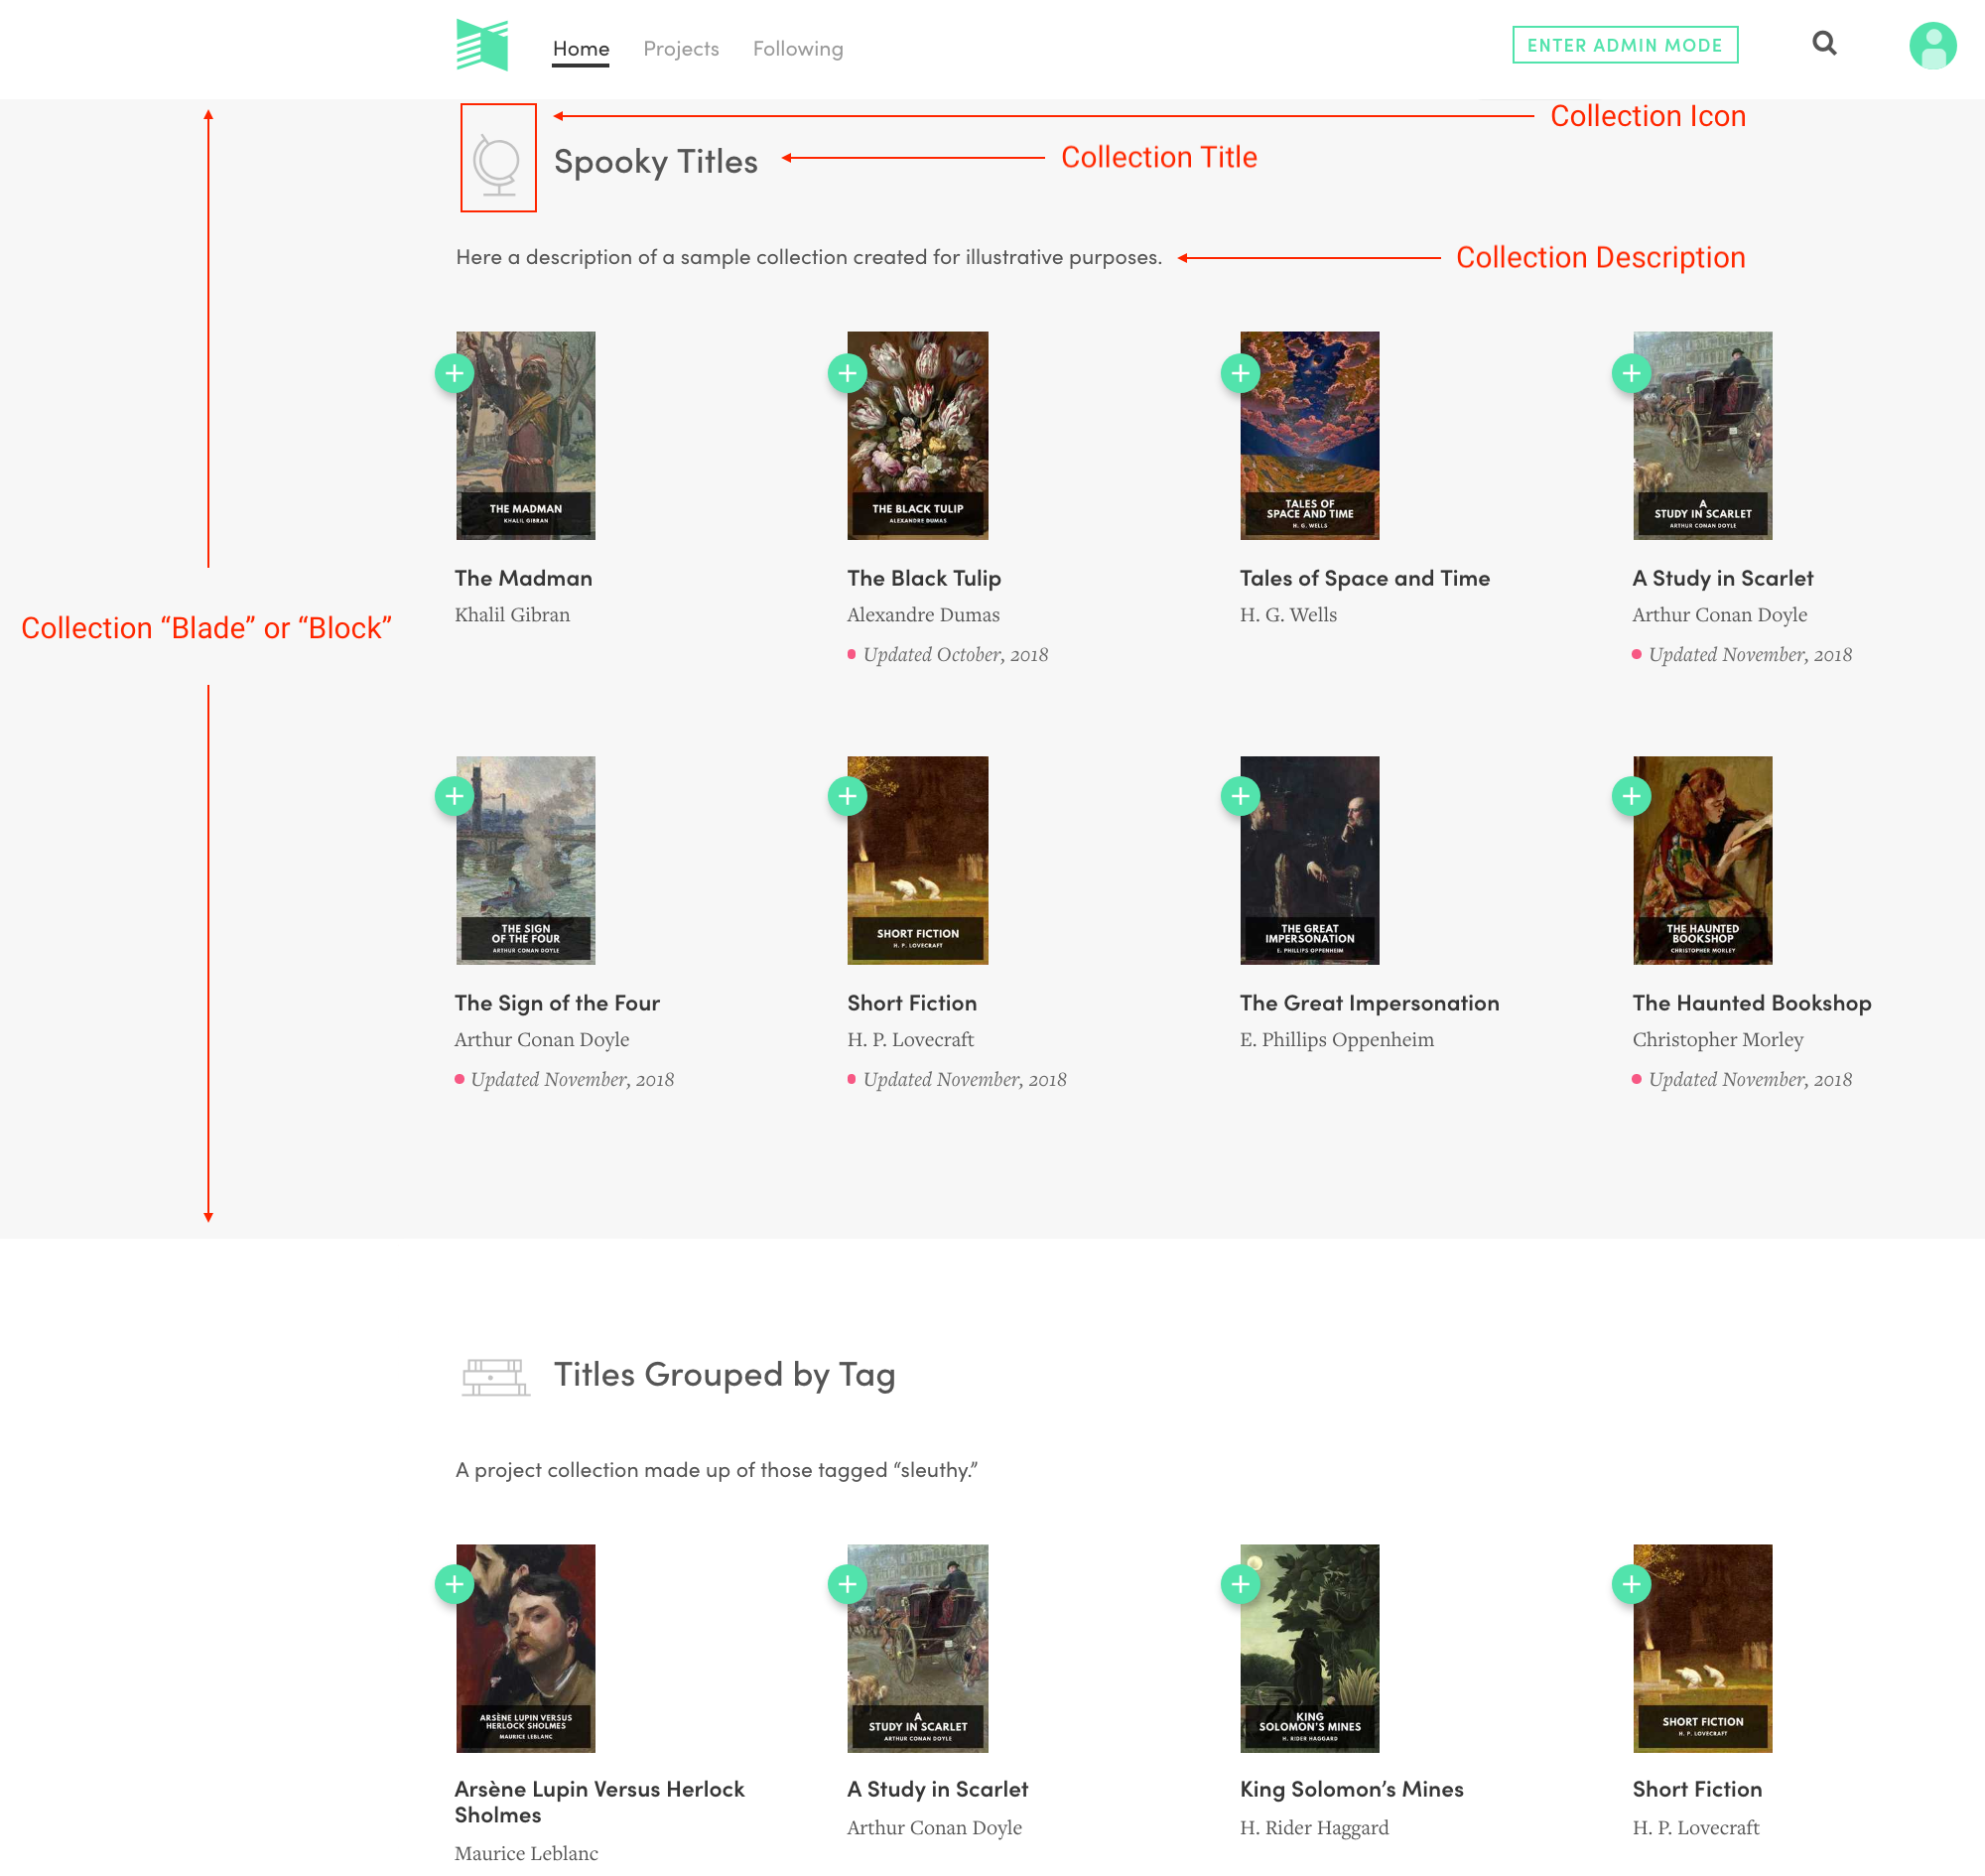 Home Projects Following ENTER ADMIN MODE
Collection Icon
Spooky Titles Collection Title
Here a description of a sample collection created for illustrative purposes. Collection Description
Collection “Blade” or “Block”
THE MADMAN
KHALIL GIBRAN
The Madman
Khalil Gibran
THE BLACK TULIP
ALEXANDRE DUMAS
The Black Tulip
Alexandre Dumas
Updated October, 2018
TALES OF
SPACE AND TIME
H. G. WELLS
Tales of Space and Time
H. G. Wells
A
STUDY IN SCARLET
ARTHUR CONAN DOYLE
A Study in Scarlet
Arthur Conan Doyle
Updated November, 2018
THE SIGN
OF THE FOUR
ARTHUR CONAN DOYLE
The Sign of the Four
Arthur Conan Doyle
Updated November, 2018
SHORT FICTION
H. P. LOVECRAFT
Short Fiction
H. P. Lovecraft
Updated November, 2018
THE GREAT
IMPERSONATION
E. PHILLIPS OPPENHEIM
The Great Impersonation
E. Phillips Oppenheim
THE HAUNTED
BOOKSHOP
CHRISTOPHER MORLEY
The Haunted Bookshop
Christopher Morley
Updated November, 2018
Titles Grouped by Tag
A project collection made up of those tagged “sleuthy.”
ARSÈNE LUPIN VERSUS
HERLOCK SHOLMES
MAURICE LEBLANC
Arsène Lupin Versus Herlock
Sholmes
Maurice Leblanc
A
STUDY IN SCARLET
ARTHUR CONAN DOYLE
A Study in Scarlet
Arthur Conan Doyle
KING
SOLOMON’S MINES
H. RIDER HAGGARD
King Solomon’s Mines
H. Rider Haggard
SHORT FICTION
H. P. LOVECRAFT
Short Fiction
H. P. Lovecraft